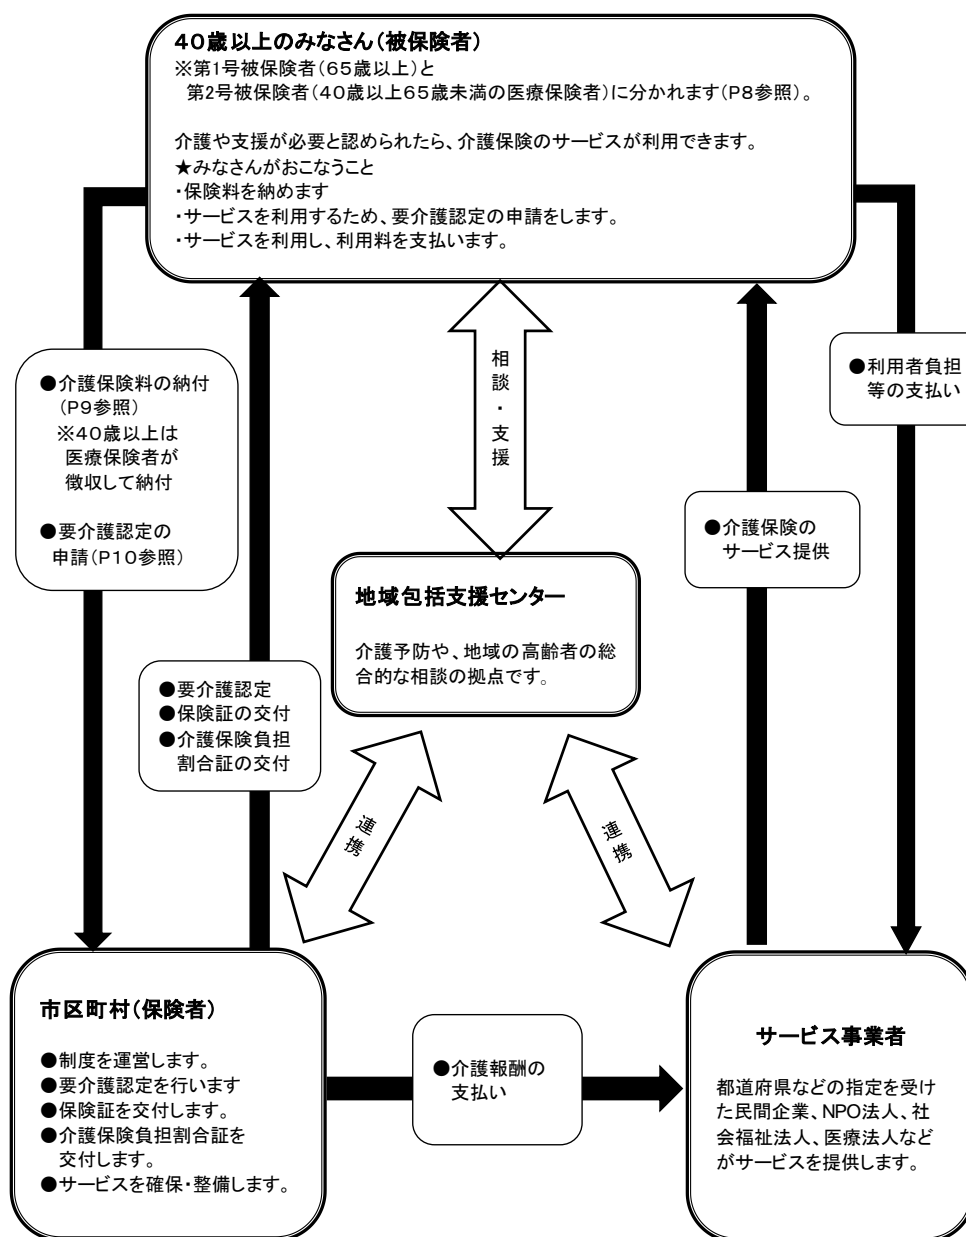 40歳以上のみなさん(被保険者)
※第1号被保険者(65歳以上)と
第2号被保険者(40歳以上65歳未満の医療保険者)に分かれます(P8参照)。
介護や支援が必要と認められたら、介護保険のサービスが利用できます。
★みなさんがおこなうこと
・保険料を納めます
・サービスを利用するため、要介護認定の申請をします。
・サービスを利用し、利用料を支払います。
●介護保険料の納付
(P9参照)
※40歳以上は
医療保険者が
徴収して納付
●要介護認定の
申請(P10参照)
相談・支援
●利用者負担
等の支払い
●介護保険の
サービス提供
地域包括支援センター
介護予防や、地域の高齢者の総
合的な相談の拠点です。
●要介護認定
●保険証の交付
●介護保険負担
割合証の交付
連携
連携
市区町村(保険者)
●制度を運営します。
●要介護認定を行います
●保険証を交付します。
●介護保険負担割合証を
交付します。
●サービスを確保・整備します。
●介護報酬の
支払い
サービス事業者
都道府県などの指定を受け
た民間企業、NPO法人、社
会福祉法人、医療法人など
がサービスを提供します。